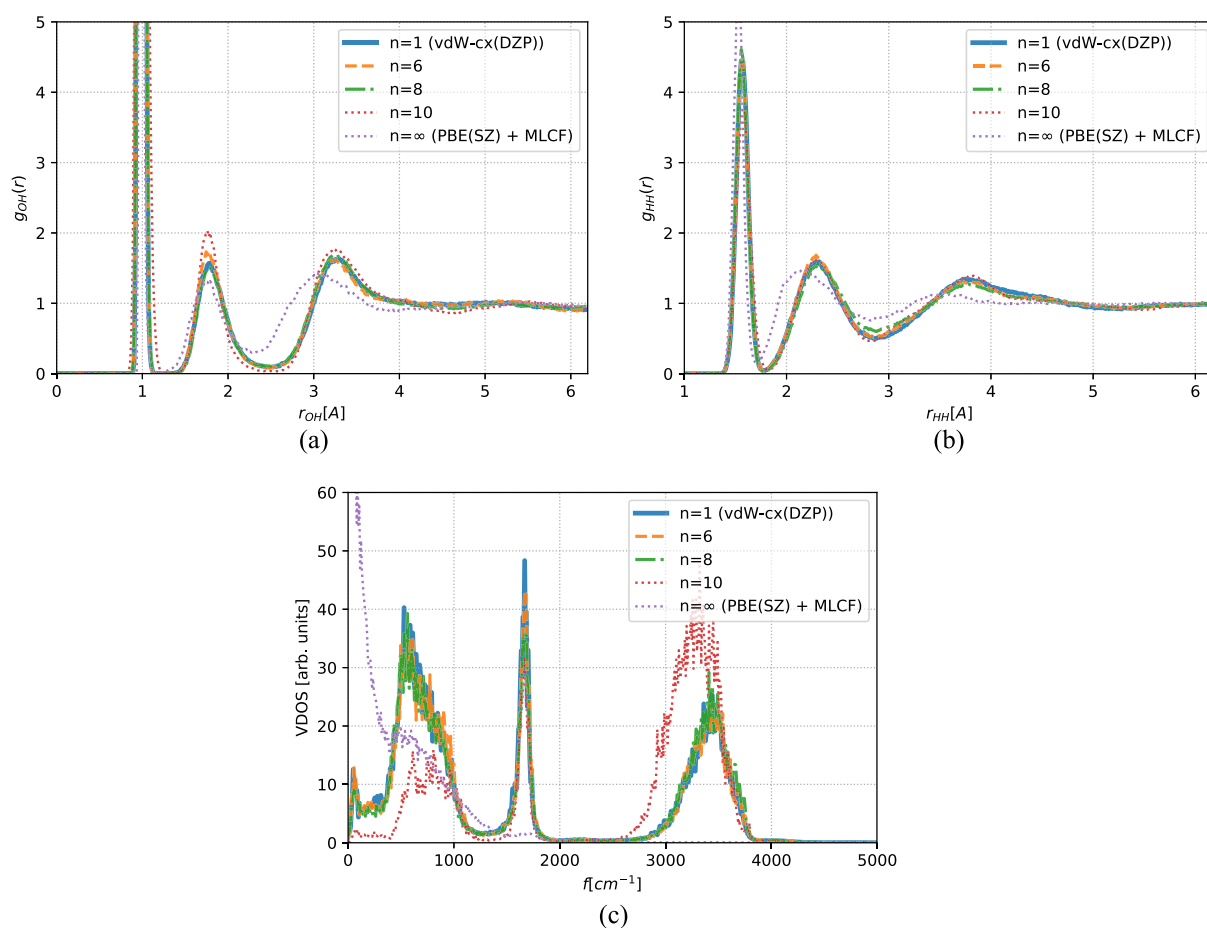 5
4
3
2
1
0
g_OH(r)
0 1 2 3 4 5 6
r_OH[A]
n=1 (vdW-cx(DZP))
n=6
n=8
n=10
n=∞ (PBE(SZ) + MLCF)
(a)
5
4
3
2
1
0
g_HH(r)
1 2 3 4 5 6
r_HH[A]
n=1 (vdW-cx(DZP))
n=6
n=8
n=10
n=∞ (PBE(SZ) + MLCF)
(b)
60
50
40
30
20
10
0
VDOS [arb. units]
0 1000 2000 3000 4000 5000
f[cm⁻¹]
n=1 (vdW-cx(DZP))
n=6
n=8
n=10
n=∞ (PBE(SZ) + MLCF)
(c)